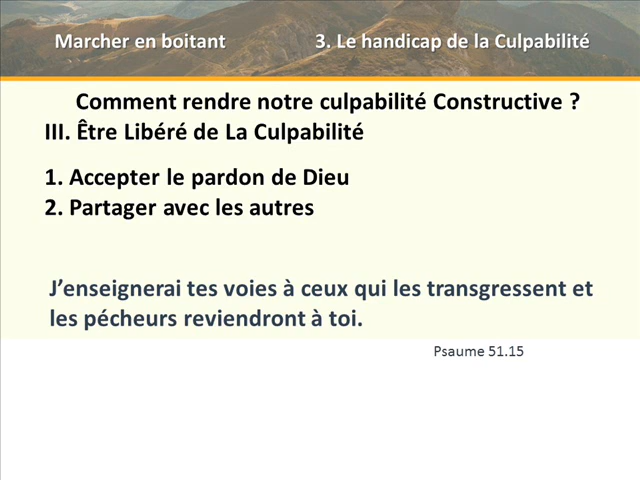 Marcher en boitant 3. Le handicap de la Culpabilité
Comment rendre notre culpabilité Constructive ?
III. Être Libéré de La Culpabilité
1. Accepter le pardon de Dieu
2. Partager avec les autres
J’enseignerai tes voies à ceux qui les transgressent et
les pécheurs reviendront à toi.
Psaume 51.15